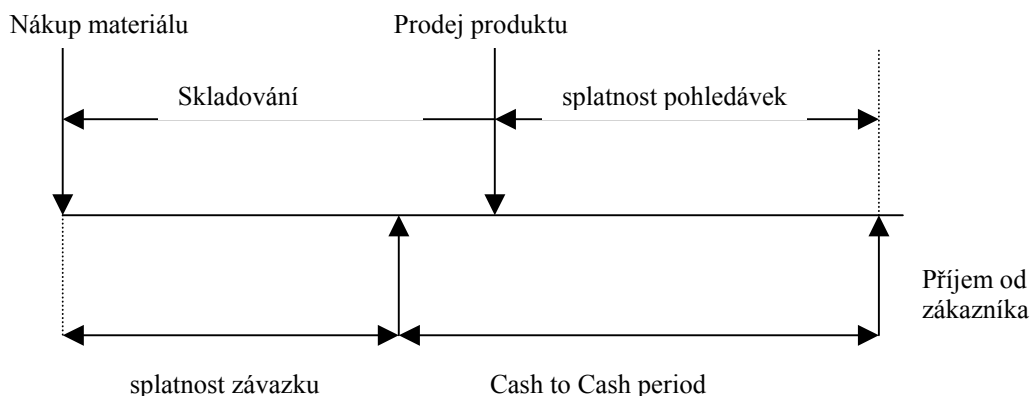 Nákup materiálu
Prodej produktu
Skladování
splatnost pohledávek
Příjem od
zákazníka
splatnost závazku
Cash to Cash period